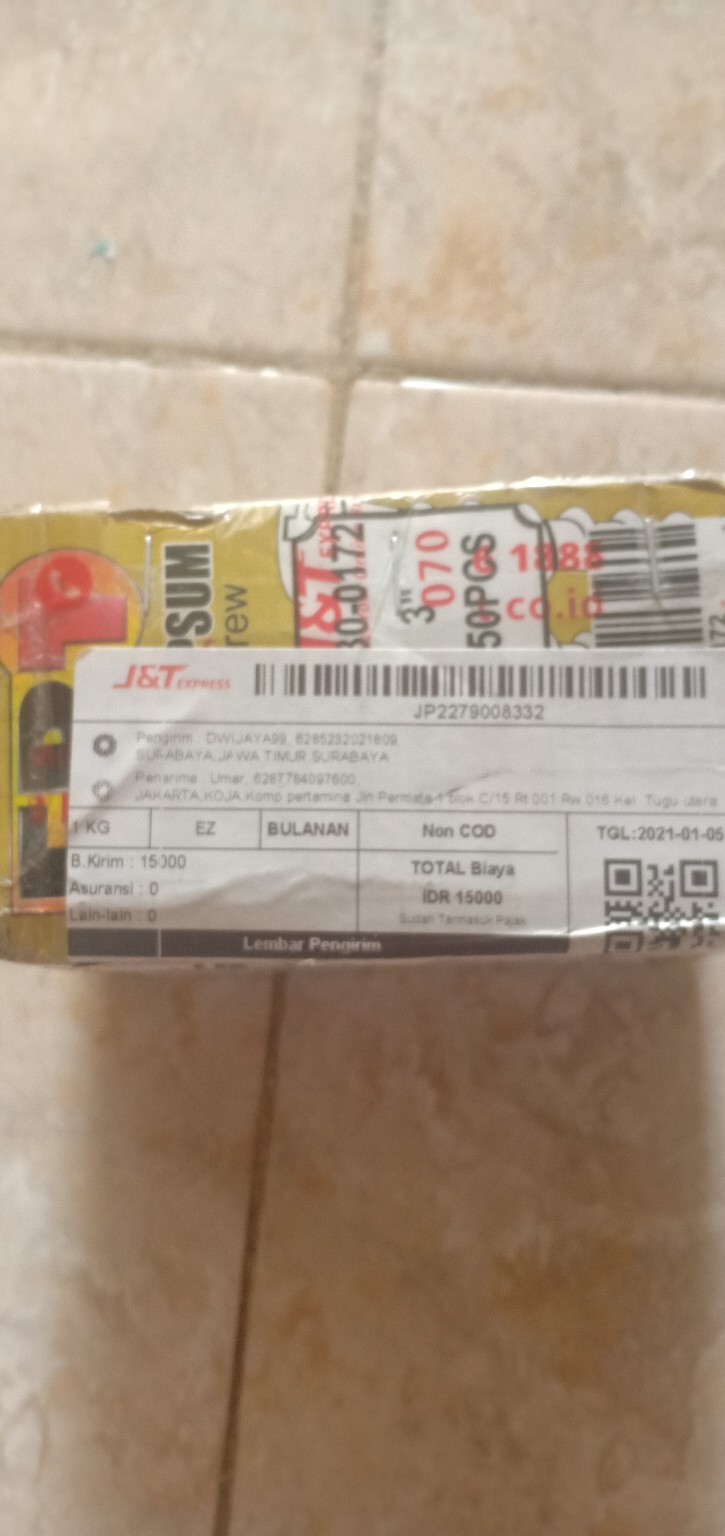 PSUM
J&T
EXPR
30-0172
3"
070
50PCS
1888
co.id
J&T EXPRESS
JP2279008332
Pengirim : DWIJAYA99, 6285232021809,
SURABAYA,JAWA TIMUR,SURABAYA
Penerima : Umar,
JAKARTA,KOJA,Komp pertamina Jln Permata 1 blok C/15 Rt 001 Rw 016 Kel. Tugu utara
1 KG
EZ
BULANAN
Non COD
TGL:2021-01-05
B.Kirim : 15000
Asuransi : 0
Lain-lain : 0
TOTAL Biaya
IDR 15000
Sudah Termasuk Pajak
Lembar Pengirim